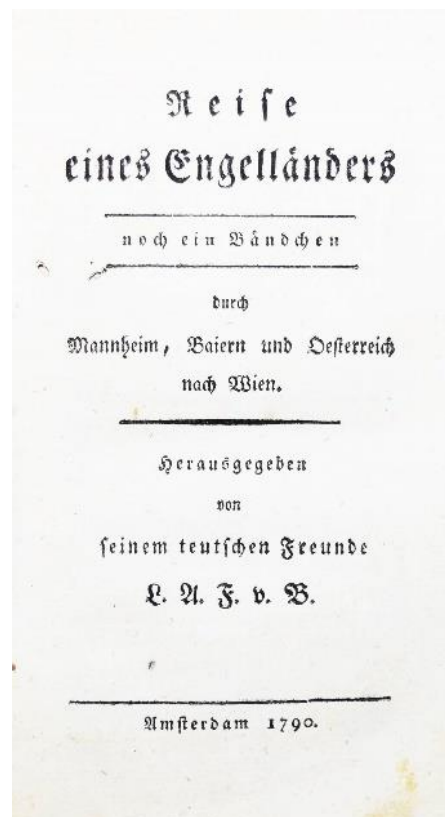 Reiſe
eines Engelländers
noch ein Bändchen
durch
Mannheim, Baiern und Oeſterreich
nach Wien.
Herausgegeben
von
ſeinem teutſchen Freunde
L. A. F. v. B.
Amſterdam 1790.